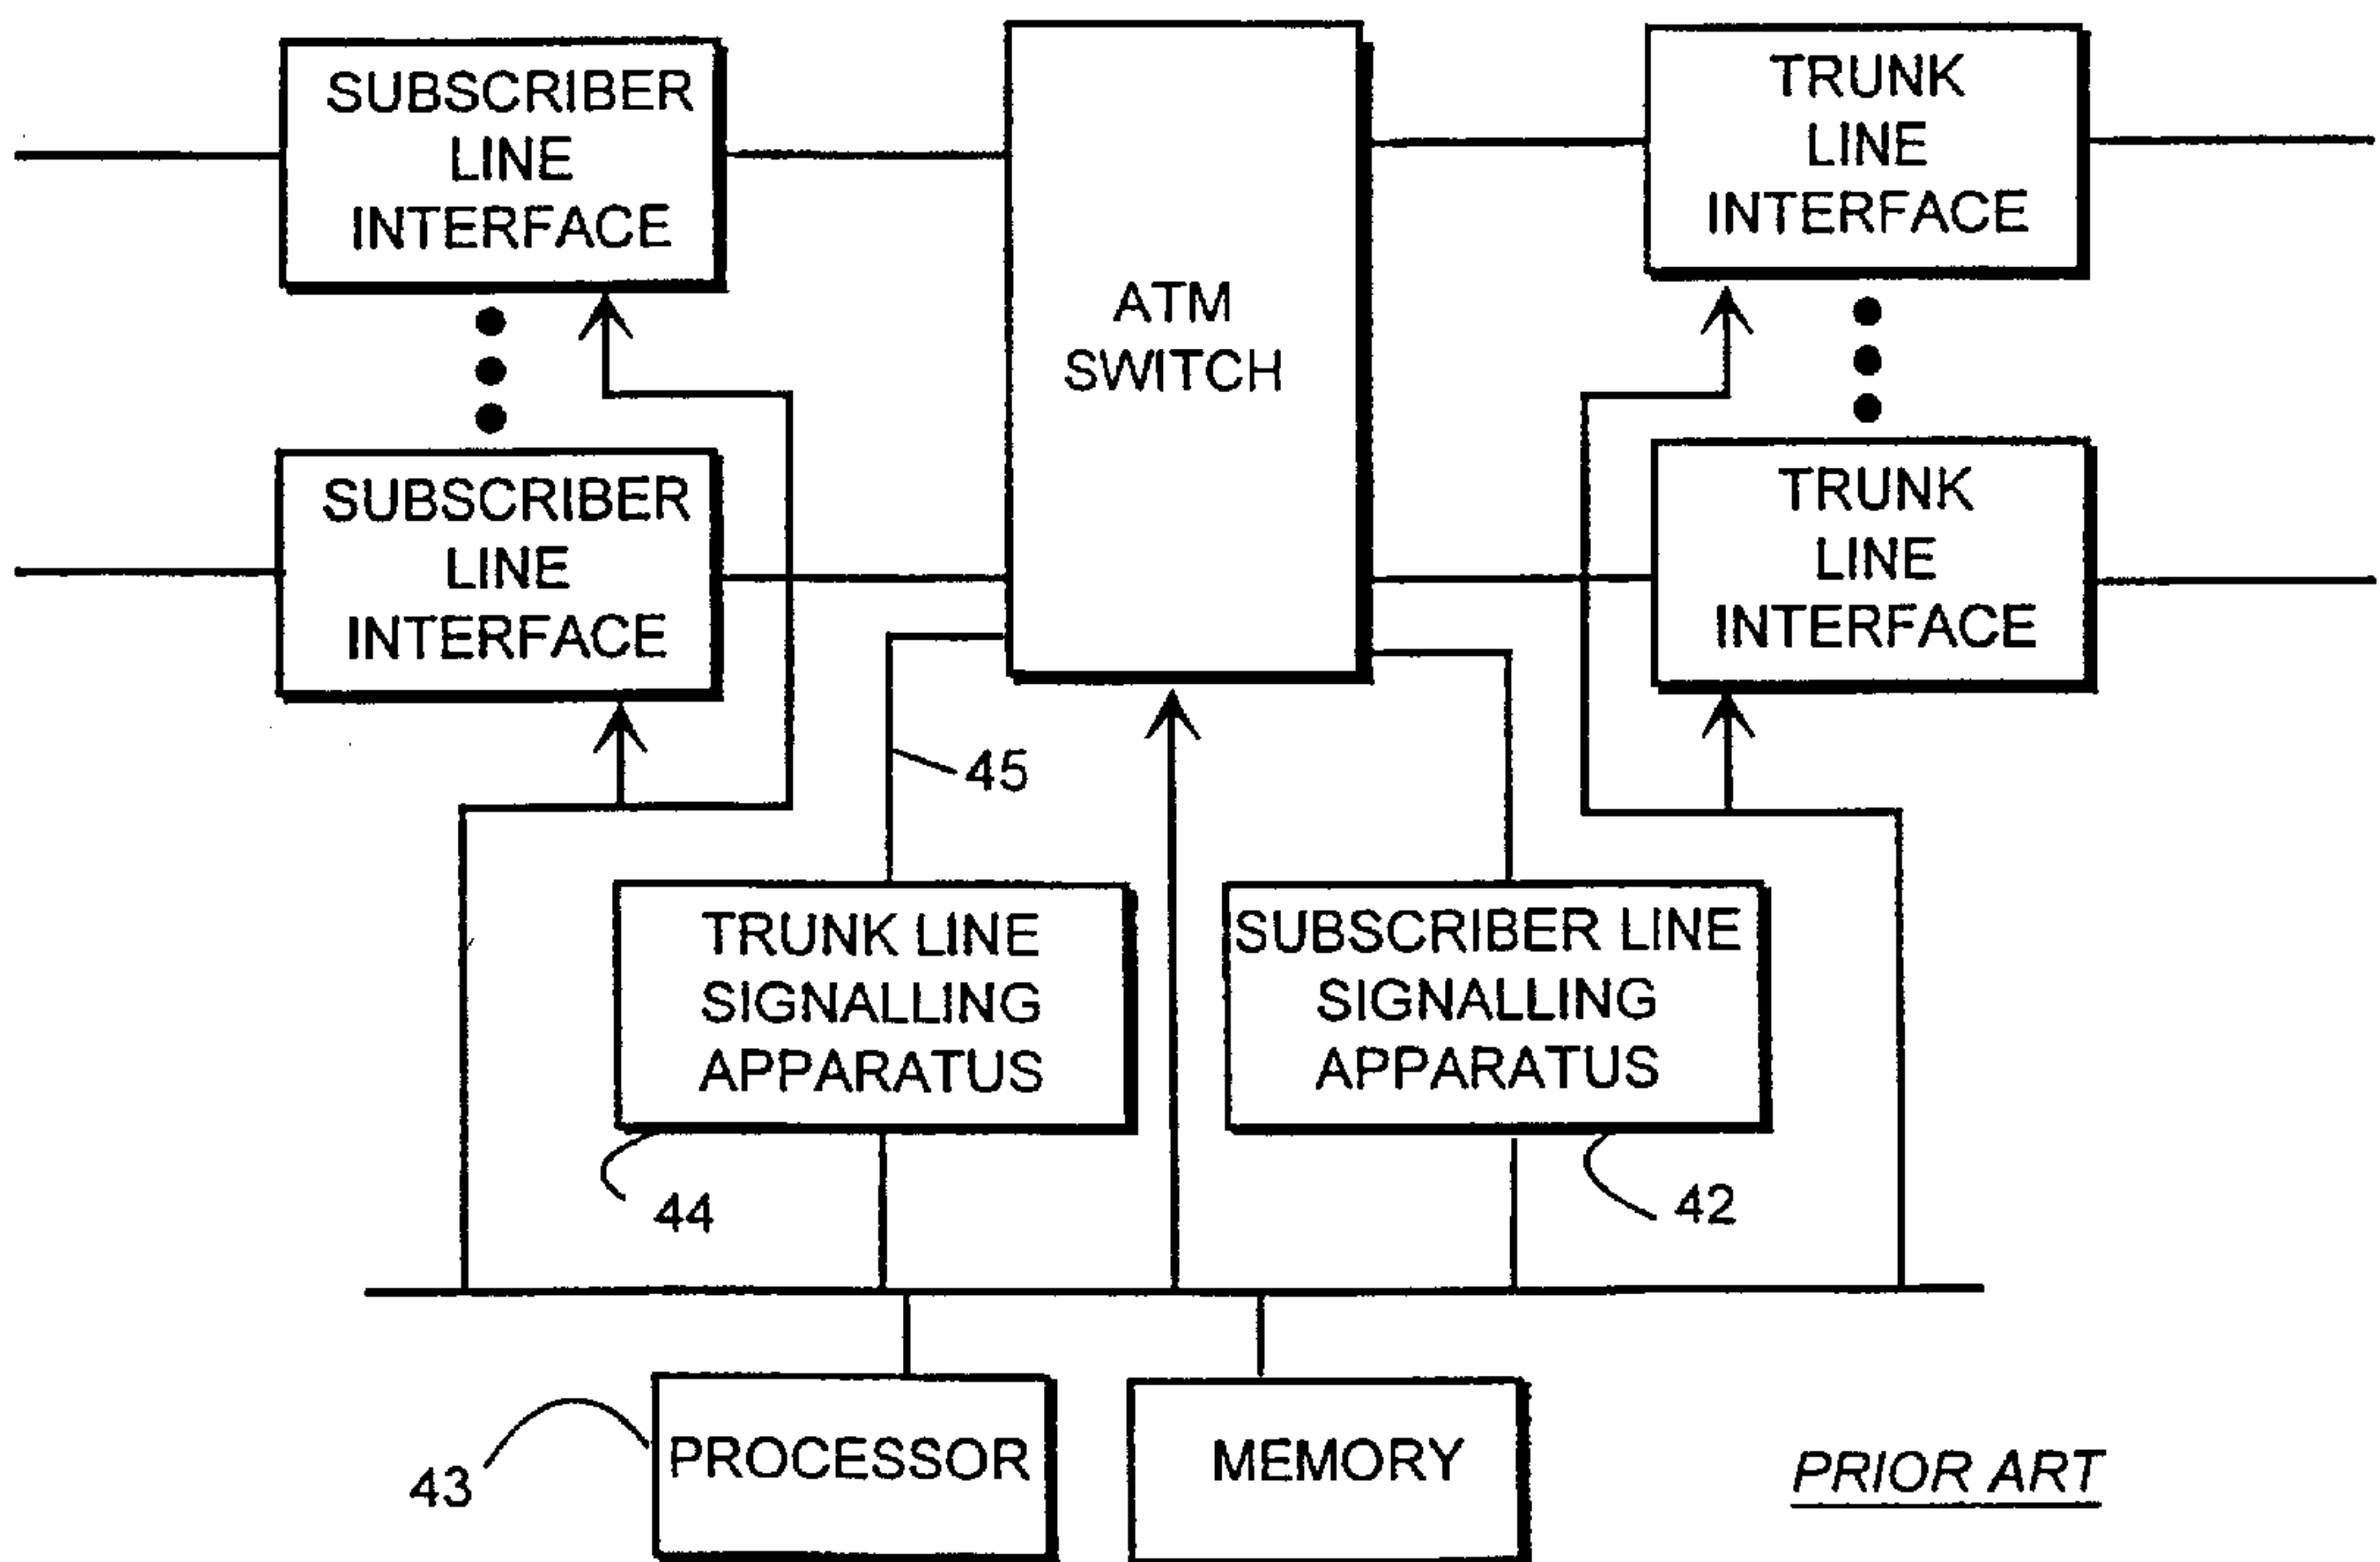 SUBSCRIBER
LINE
INTERFACE
ATM
SWITCH
TRUNK
LINE
INTERFACE
SUBSCRIBER
LINE
INTERFACE
TRUNK
LINE
INTERFACE
45
TRUNK LINE
SIGNALLING
APPARATUS
SUBSCRIBER LINE
SIGNALLING
APPARATUS
44
42
PROCESSOR
43
MEMORY
PRIOR ART